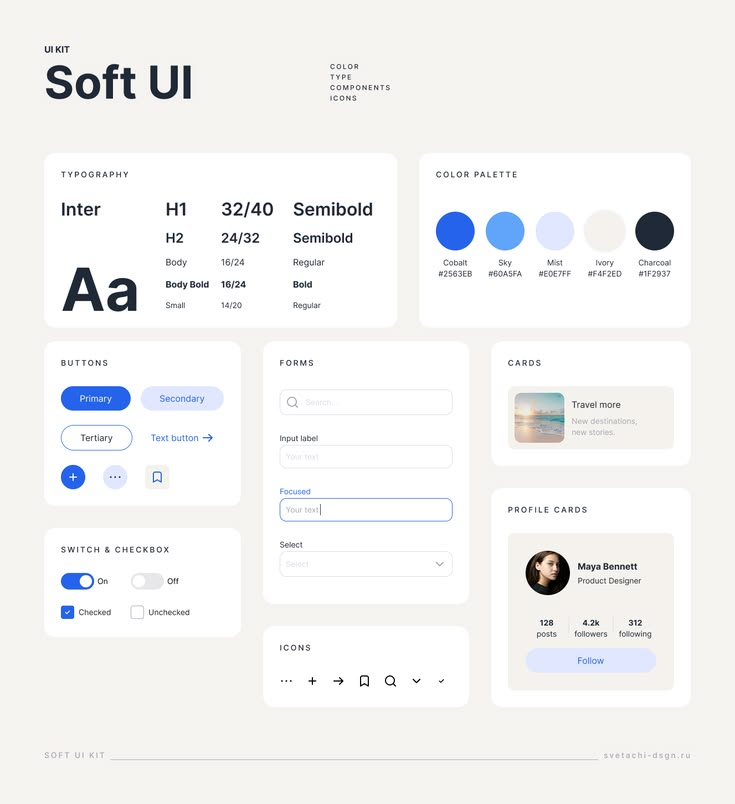 UI KIT
Soft UI
COLOR
TYPE
COMPONENTS
ICONS
TYPOGRAPHY
Inter
Aa
H1 32/40 Semibold
H2 24/32 Semibold
Body 16/24 Regular
Body Bold 16/24 Bold
Small 14/20 Regular
COLOR PALETTE
Cobalt Sky Mist Ivory Charcoal
#2563EB #60A5FA #E0E7FF #F4F2ED #1F2937
BUTTONS
Primary Secondary
Tertiary Text button
SWITCH & CHECKBOX
On Off
Checked Unchecked
FORMS
Search...
Input label
Your text
Focused
Your text
Select
Select
ICONS
CARDS
Travel more
New destinations,
new stories.
PROFILE CARDS
Maya Bennett
Product Designer
128 4.2k 312
posts followers following
Follow
SOFT UI KIT svetachi-dsgn.ru